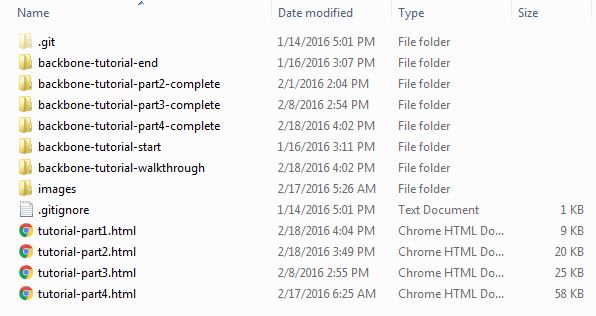 Name Date modified Type Size
.git 1/14/2016 5:01 PM File folder
backbone-tutorial-end 1/16/2016 3:07 PM File folder
backbone-tutorial-part2-complete 2/1/2016 2:04 PM File folder
backbone-tutorial-part3-complete 2/8/2016 2:54 PM File folder
backbone-tutorial-part4-complete 2/18/2016 4:02 PM File folder
backbone-tutorial-start 1/16/2016 3:11 PM File folder
backbone-tutorial-walkthrough 2/18/2016 4:02 PM File folder
images 2/17/2016 5:26 AM File folder
.gitignore 1/14/2016 5:01 PM Text Document 1 KB
tutorial-part1.html 2/18/2016 4:04 PM Chrome HTML Do... 9 KB
tutorial-part2.html 2/18/2016 3:49 PM Chrome HTML Do... 20 KB
tutorial-part3.html 2/8/2016 2:55 PM Chrome HTML Do... 25 KB
tutorial-part4.html 2/17/2016 6:25 AM Chrome HTML Do... 58 KB